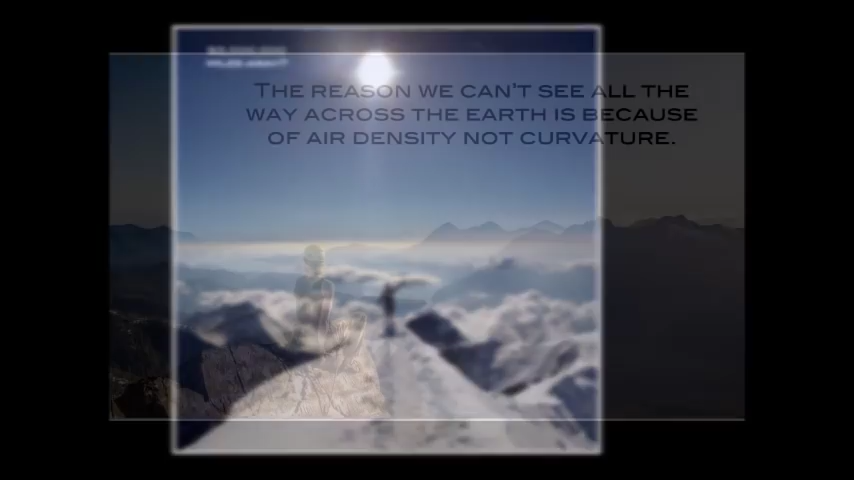 THE REASON WE CAN'T SEE ALL THE
WAY ACROSS THE EARTH IS BECAUSE
OF AIR DENSITY NOT CURVATURE.